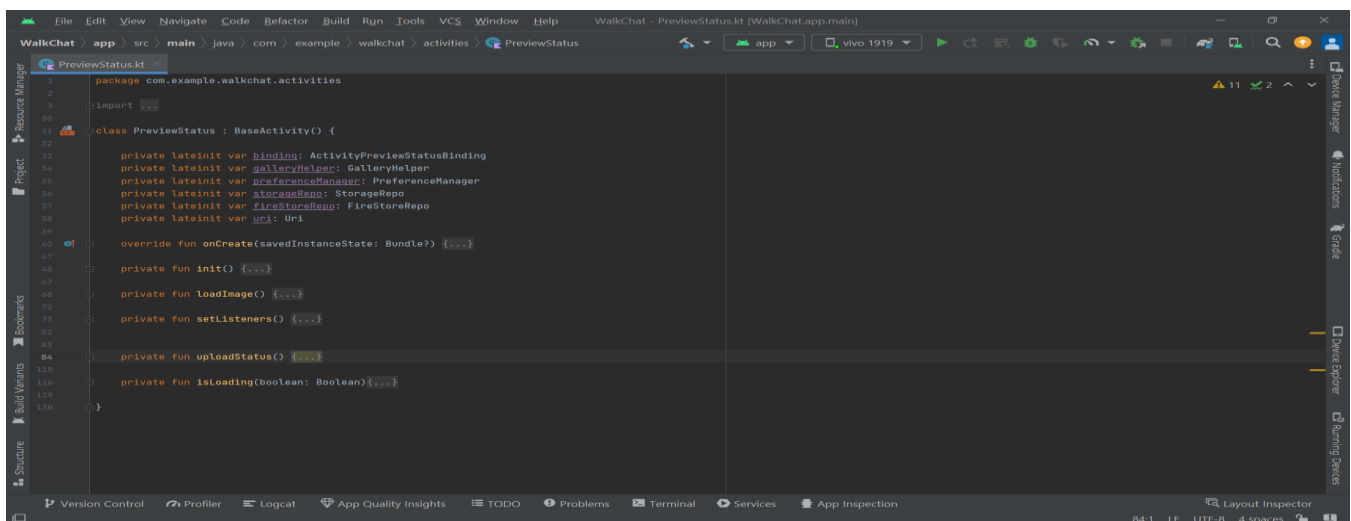 File Edit View Navigate Code Refactor Build Run Tools VCS Window Help WalkChat - PreviewStatus.kt [WalkChat.app.main]
WalkChat app src main java com example walkchat activities PreviewStatus app vivo 1919
PreviewStatus.kt
1 package com.example.walkchat.activities
11 2
2
3 import ...
30
31 class PreviewStatus : BaseActivity() {
32
33 private lateinit var binding: ActivityPreviewStatusBinding
34 private lateinit var galleryHelper: GalleryHelper
35 private lateinit var preferenceManager: PreferenceManager
36 private lateinit var storageRepo: StorageRepo
37 private lateinit var fireStoreRepo: FireStoreRepo
38 private lateinit var uri: Uri
39
override fun onCreate(savedInstanceState: Bundle?) {...}
private fun init() {...}
67
68 private fun loadImage() {...}
72
73 private fun setListeners() {...}
82
83
84 private fun uploadStatus() {...}
115
116 private fun isLoading(boolean: Boolean){...}
129
130 }
Resource Manager
Project
Bookmarks
Build Variants
Structure
Device Manager
Notifications
Gradle
Device Explorer
Running Devices
Version Control Profiler Logcat App Quality Insights TODO Problems Terminal Services App Inspection Layout Inspector
84:1 LF UTF-8 4 spaces